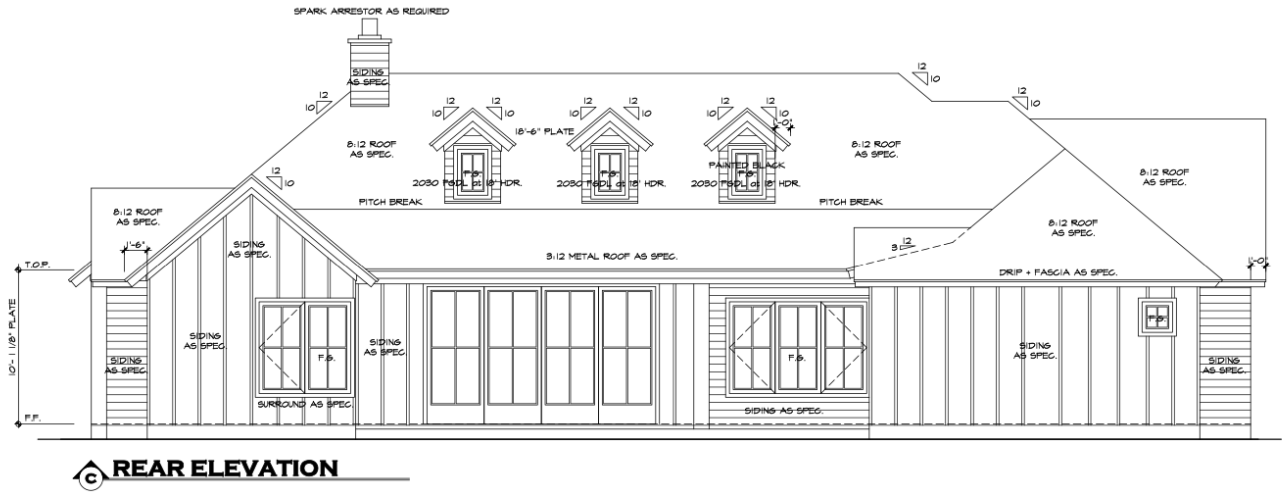 SPARK ARRESTOR AS REQUIRED
SIDING
AS SPEC.
12
10
12
10
12
10
12
10
12
10
12
10
12
10
12
10
12
10
18'-6" PLATE
1'-0"
8:12 ROOF
AS SPEC.
8:12 ROOF
AS SPEC.
PAINTED BLACK
F.G.
F.G.
F.G.
2030 FGDL at 18' HDR.
2030 FGDL at 18' HDR.
2030 FGDL at 18' HDR.
8:12 ROOF
AS SPEC.
12
10
PITCH BREAK
PITCH BREAK
8:12 ROOF
AS SPEC.
8:12 ROOF
AS SPEC.
1'-6"
SIDING
AS SPEC.
12
3
3:12 METAL ROOF AS SPEC.
T.O.P.
DRIP + FASCIA AS SPEC.
1'-0"
10'-1 1/8" PLATE
SIDING
AS SPEC.
SIDING
AS SPEC.
F.G.
SIDING
AS SPEC.
F.G.
SIDING
AS SPEC.
F.G.
SIDING
AS SPEC.
SURROUND AS SPEC.
SIDING AS SPEC.
F.F.
C
REAR ELEVATION